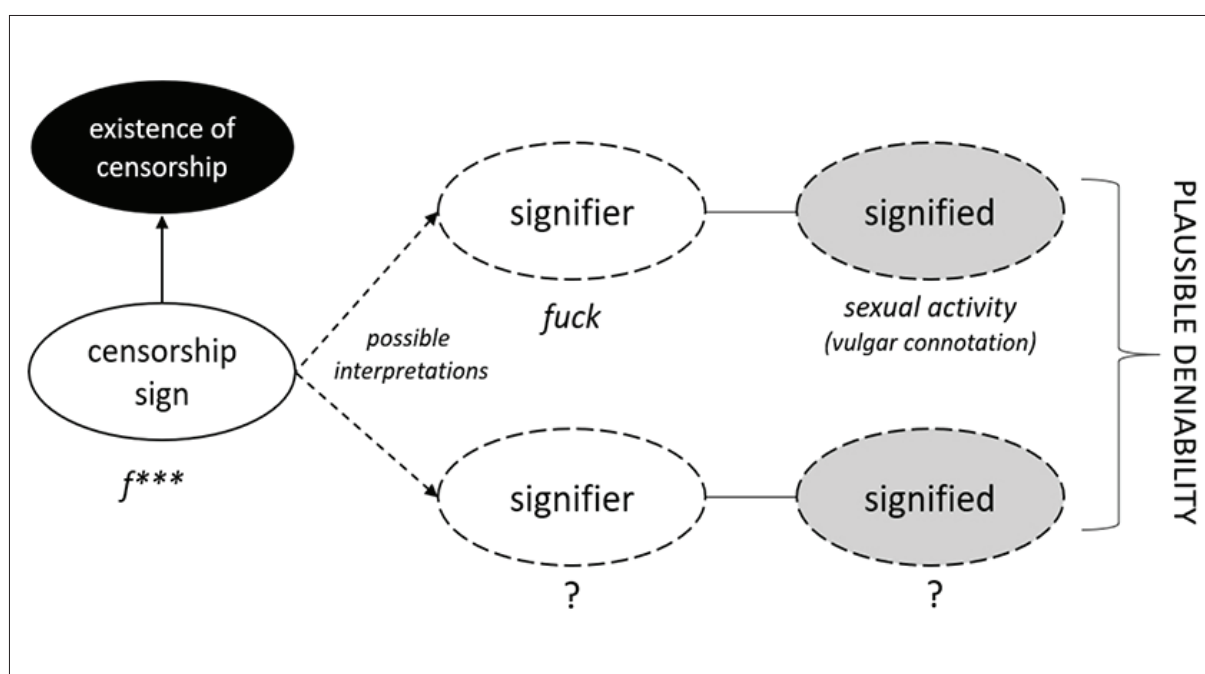 existence of
censorship
censorship
sign
f***
possible
interpretations
signifier
fuck
signified
sexual activity
(vulgar connotation)
signifier
?
signified
?
PLAUSIBLE DENIABILITY